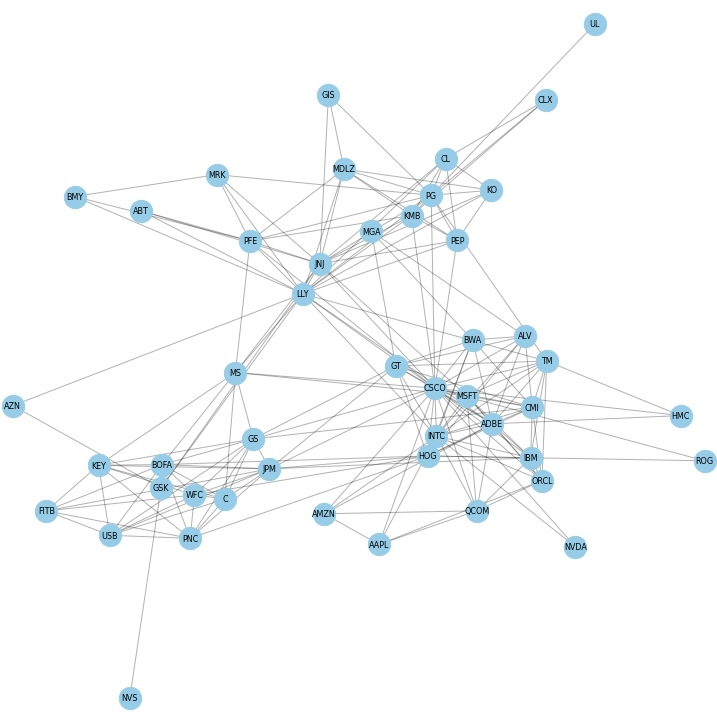 UL
GIS
CLX
CL
MDLZ
MRK
KO
PG
BMY
ABT
KMB
MGA
PFE
PEP
JNJ
LLY
ALV
BWA
TM
GT
MS
CSCO
MSFT
AZN
CMI
HMC
ADBE
INTC
GS
HOG
IBM
ROG
KEY
BOFA
JPM
ORCL
GSK
WFC
C
FITB
AMZN
QCOM
USB
PNC
AAPL
NVDA
NVS